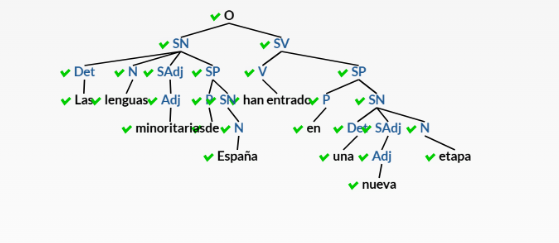 O
SN SV
Det N SAdj SP V SP
Las lenguas Adj P SN han entrado P SN
minoritarias de N en Det SAdj N
España una Adj etapa
nueva